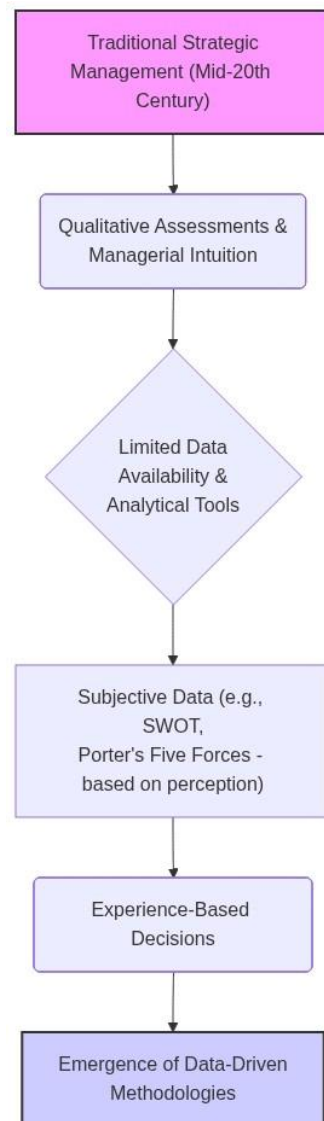 Traditional Strategic
Management (Mid-20th
Century)
Qualitative Assessments &
Managerial Intuition
Limited Data
Availability &
Analytical Tools
Subjective Data (e.g.,
SWOT,
Porter's Five Forces -
based on perception)
Experience-Based
Decisions
Emergence of Data-Driven
Methodologies